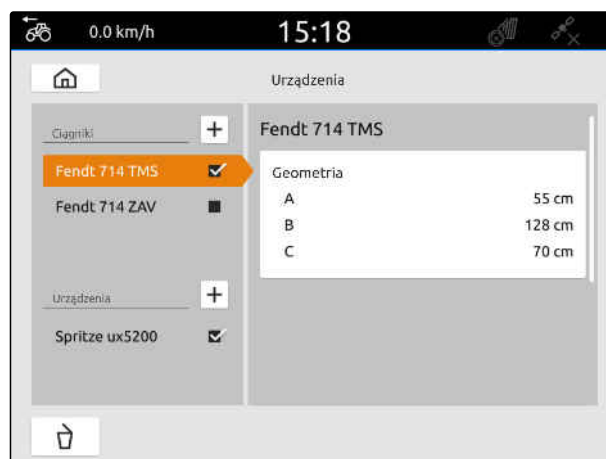 0.0 km/h
15:18
Urządzenia
Ciągniki
Fendt 714 TMS
Fendt 714 ZAV
Urządzenia
Spritze ux5200
Fendt 714 TMS
Geometria
A 55 cm
B 128 cm
C 70 cm